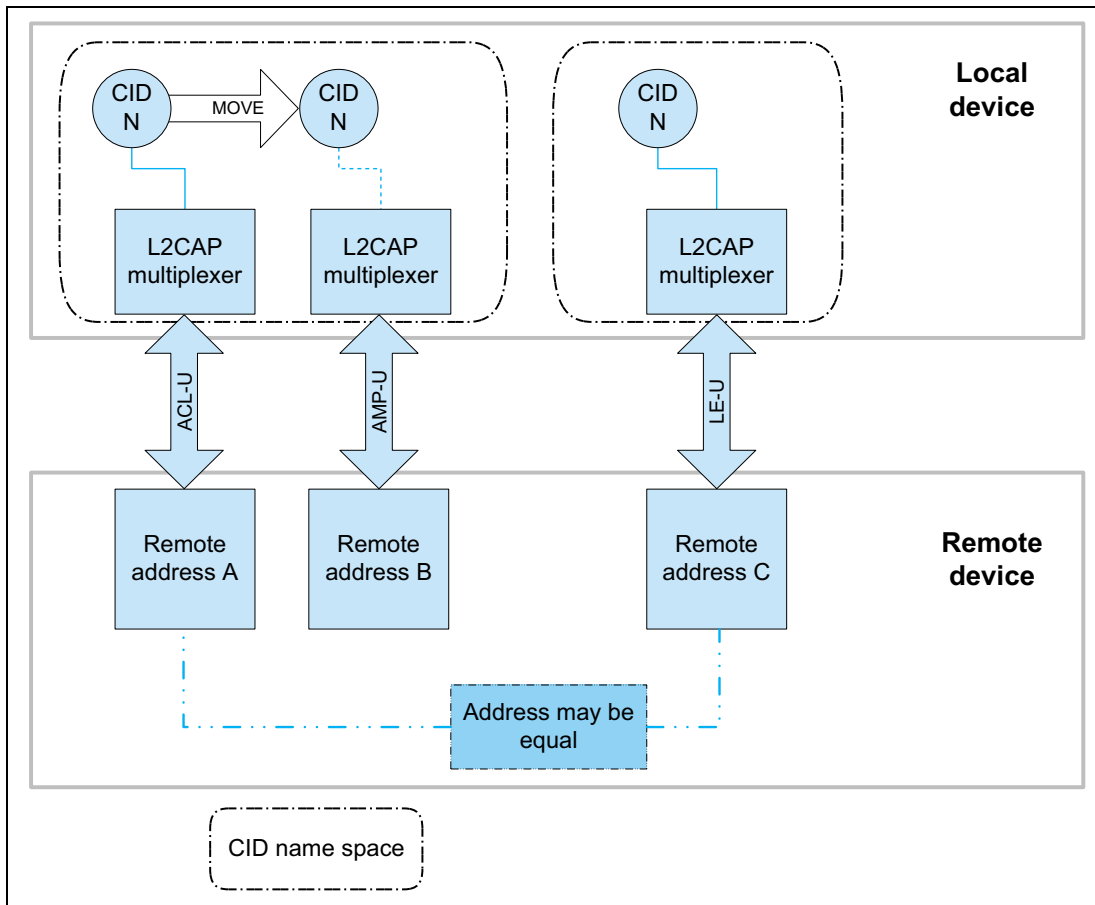 CID
N
MOVE
CID
N
CID
N
Local
device
L2CAP
multiplexer
L2CAP
multiplexer
L2CAP
multiplexer
ACL-U
AMP-U
LE-U
Remote
address A
Remote
address B
Remote
address C
Remote
device
Address may be
equal
CID name space